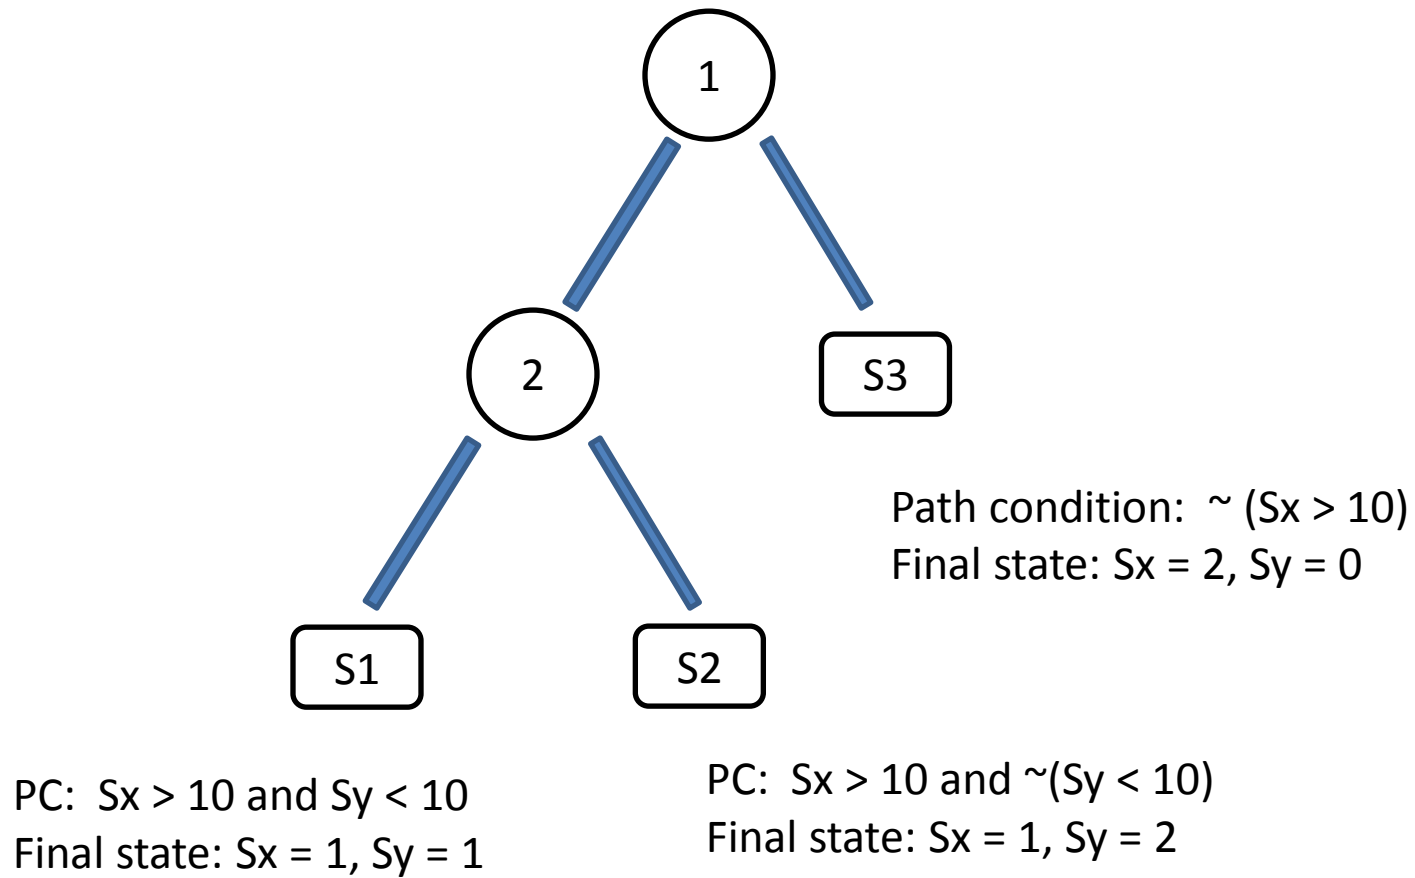 1
2
S3
Path condition: ~ (Sx > 10)
Final state: Sx = 2, Sy = 0
S1
S2
PC: Sx > 10 and Sy < 10
Final state: Sx = 1, Sy = 1
PC: Sx > 10 and ~(Sy < 10)
Final state: Sx = 1, Sy = 2